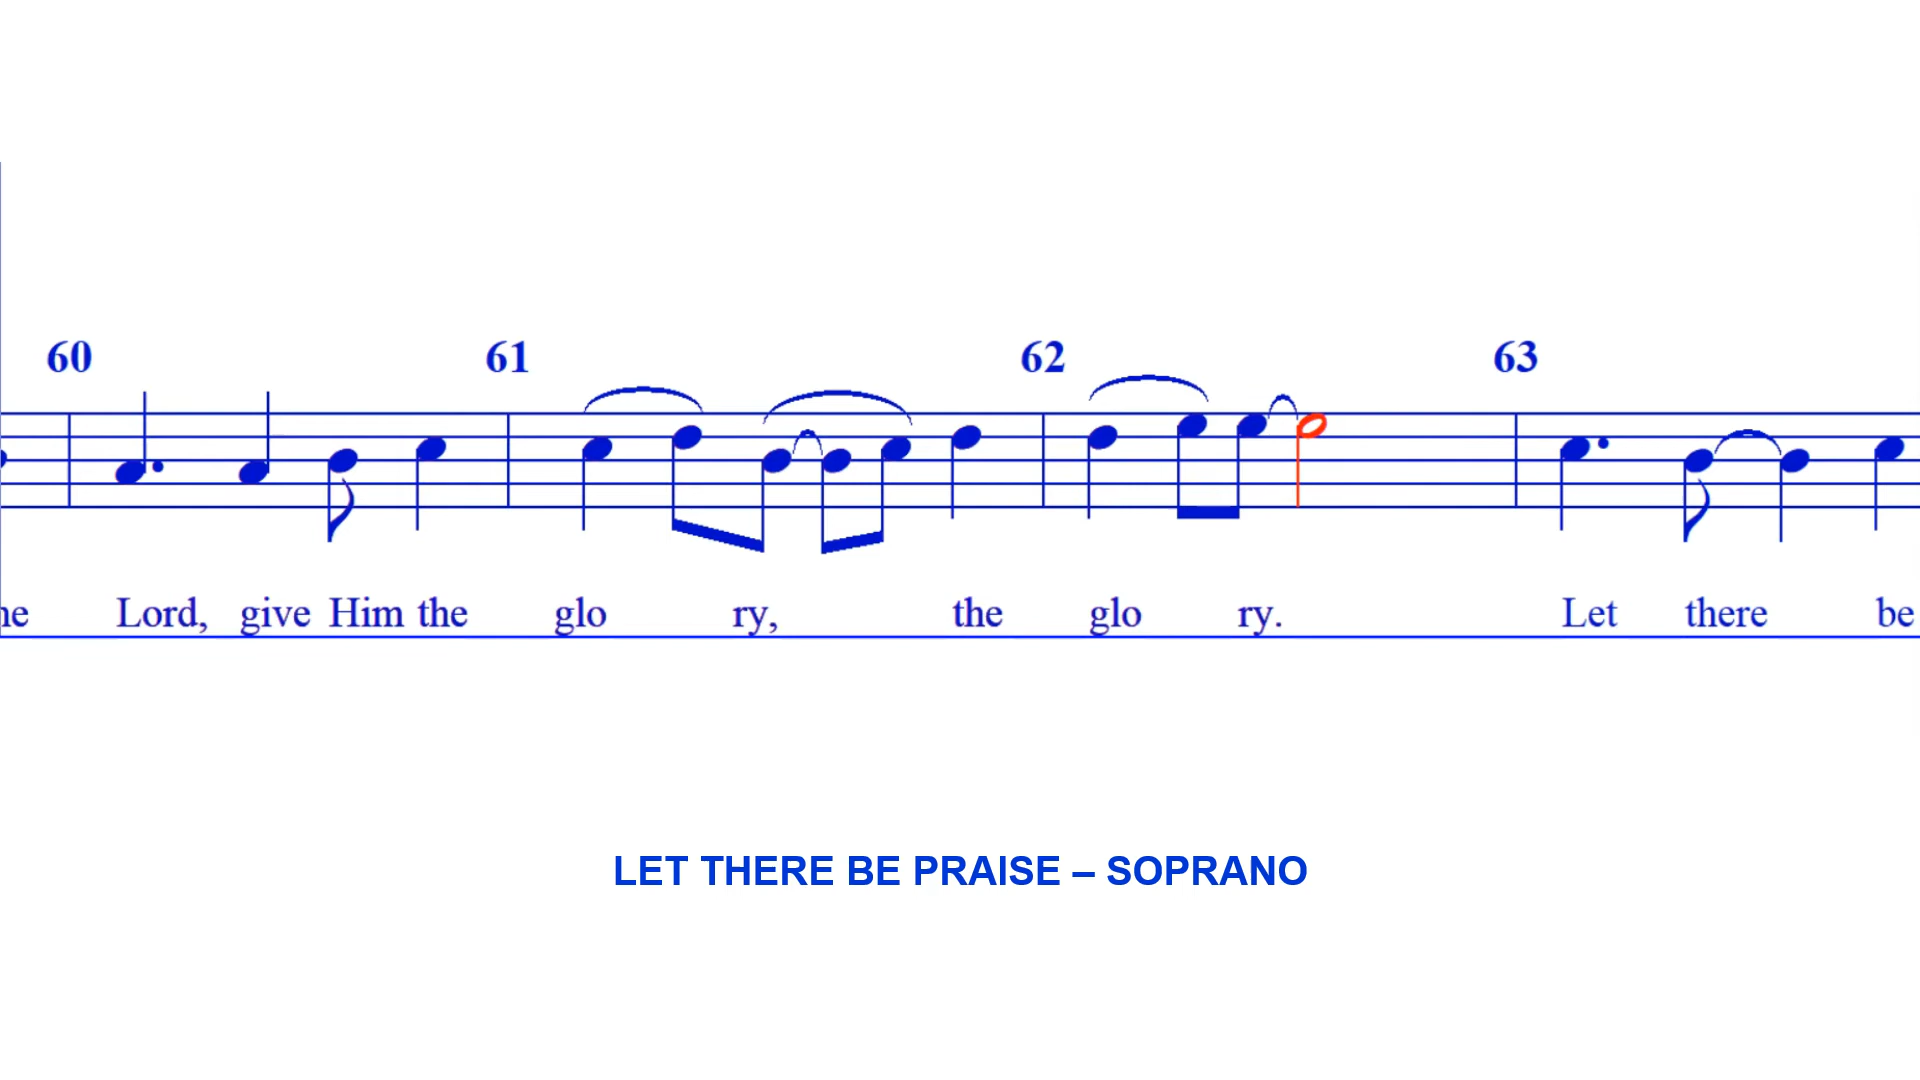 60 61 62 63
Lord, give Him the glo ry, the glo ry. Let there be
LET THERE BE PRAISE – SOPRANO